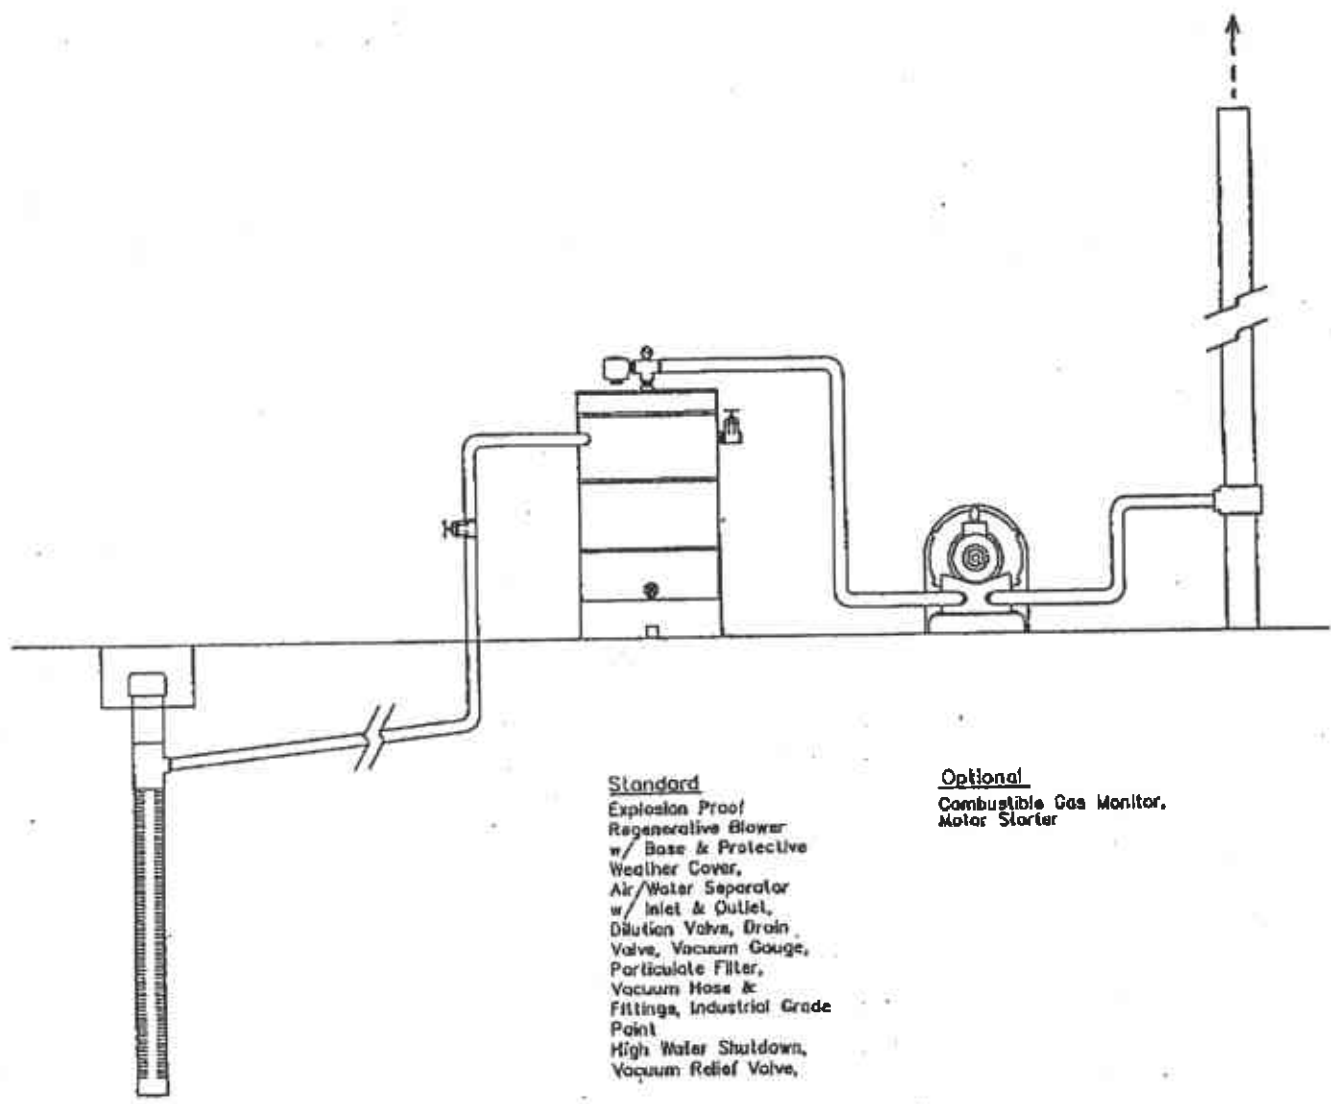 Standard
Explosion Proof
Regenerative Blower
w/ Base & Protective
Weather Cover,
Air/Water Separator
w/ Inlet & Outlet,
Dilution Valve, Drain
Valve, Vacuum Gauge,
Particulate Filter,
Vacuum Hose &
Fittings, Industrial Grade
Paint
High Water Shutdown,
Vacuum Relief Valve,
Optional
Combustible Gas Monitor,
Motor Starter